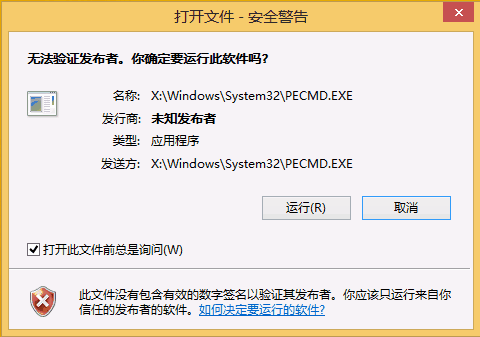 打开文件 - 安全警告
无法验证发布者。你确定要运行此软件吗?
名称: X:\Windows\System32\PECMD.EXE
发行商: 未知发布者
类型: 应用程序
发送方: X:\Windows\System32\PECMD.EXE
运行(R) 取消
打开此文件前总是询问(W)
此文件没有包含有效的数字签名以验证其发布者。你应该只运行来自你
信任的发布者的软件。如何决定要运行的软件?